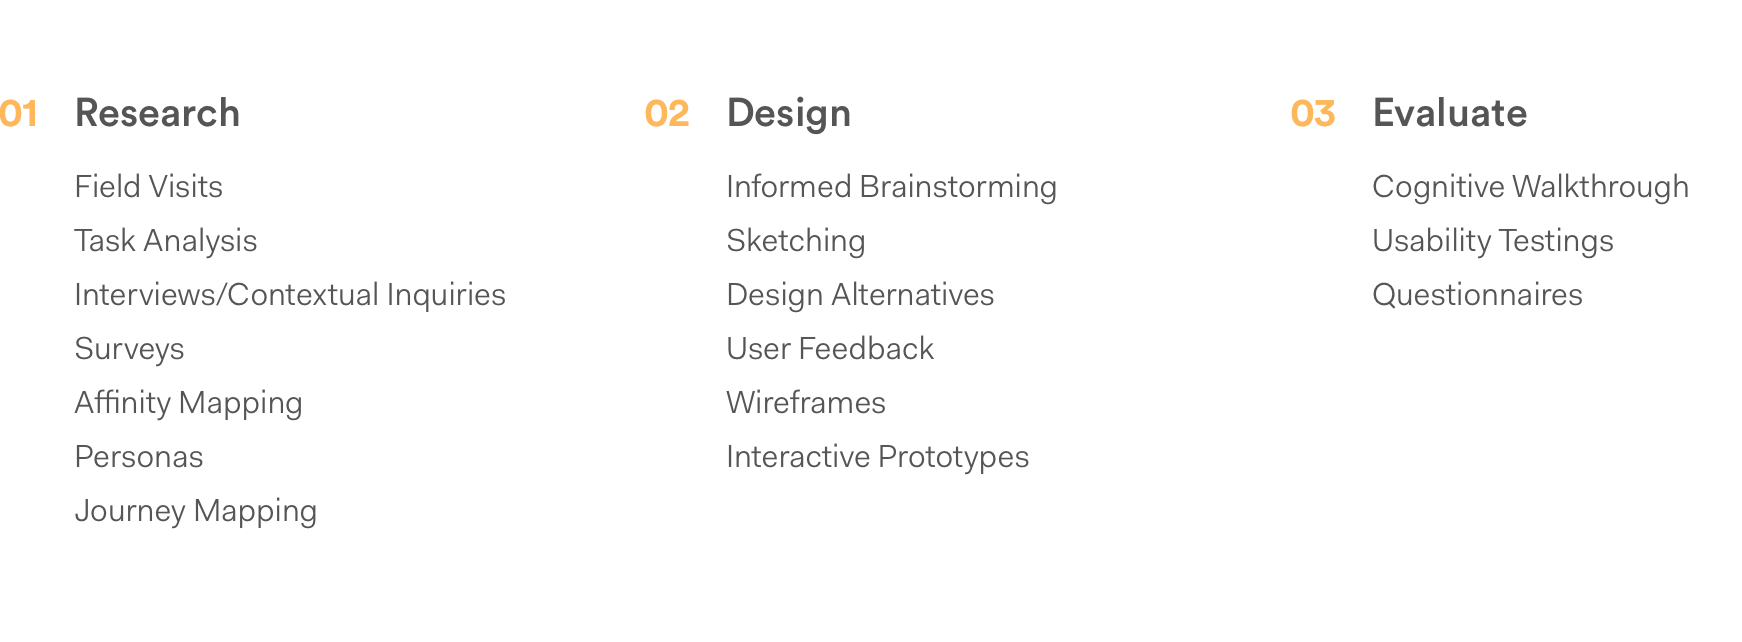 01 Research
Field Visits
Task Analysis
Interviews/Contextual Inquiries
Surveys
Affinity Mapping
Personas
Journey Mapping
02 Design
Informed Brainstorming
Sketching
Design Alternatives
User Feedback
Wireframes
Interactive Prototypes
03 Evaluate
Cognitive Walkthrough
Usability Testings
Questionnaires